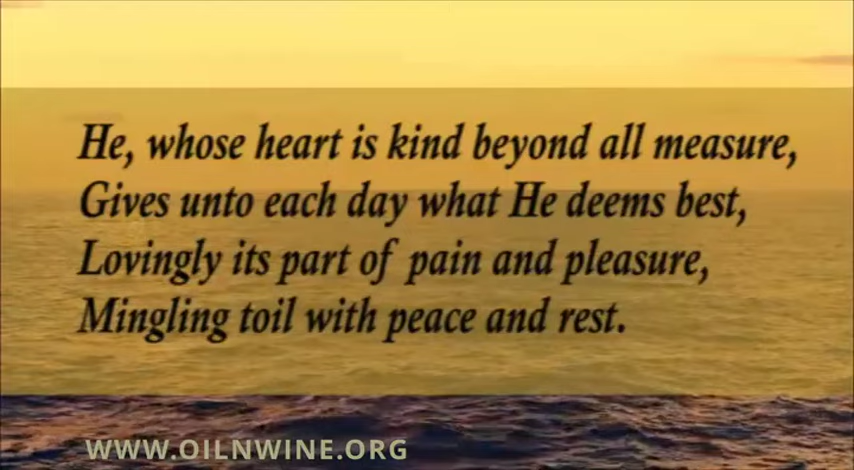 He, whose heart is kind beyond all measure,
Gives unto each day what He deems best,
Lovingly its part of pain and pleasure,
Mingling toil with peace and rest.
WWW.OILNWINE.ORG